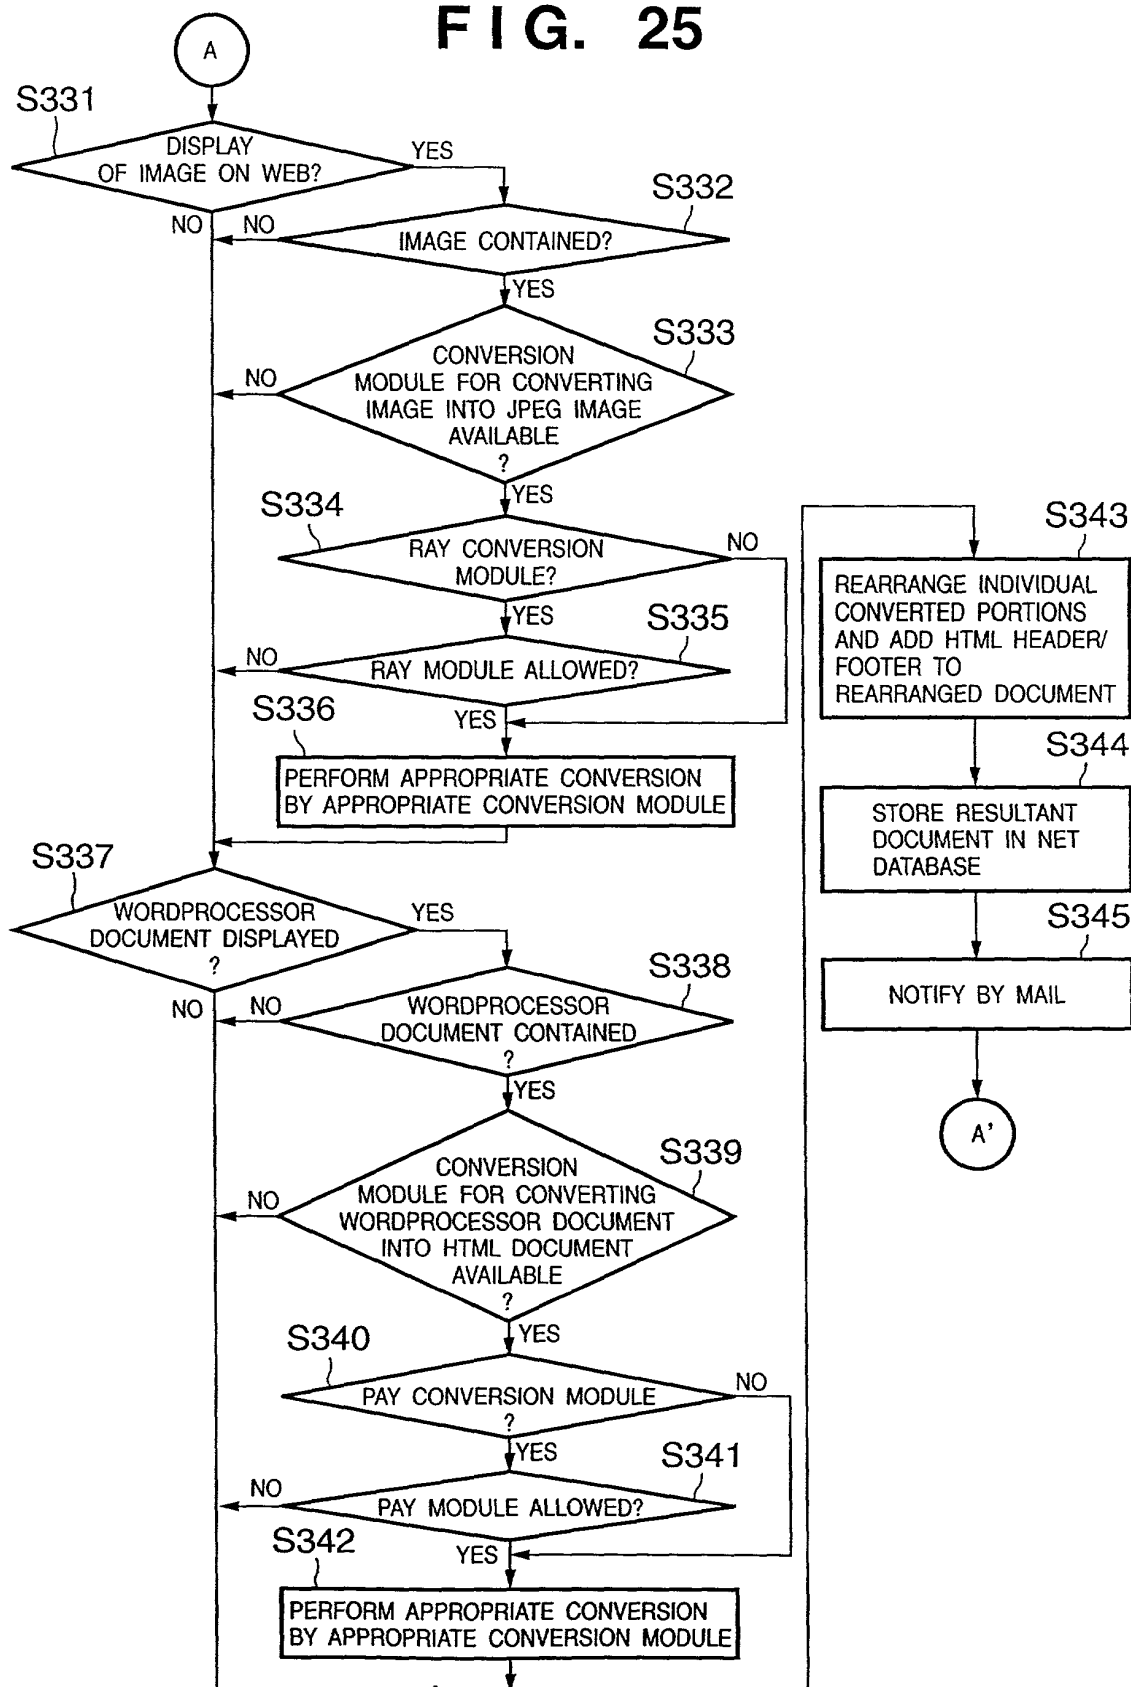 FIG. 25
A
S331
DISPLAY
OF IMAGE ON WEB?
YES
NO
S332
IMAGE CONTAINED?
NO
YES
S333
CONVERSION
MODULE FOR CONVERTING
IMAGE INTO JPEG IMAGE
AVAILABLE
?
NO
YES
S334
RAY CONVERSION
MODULE?
NO
YES
S335
RAY MODULE ALLOWED?
NO
YES
S336
PERFORM APPROPRIATE CONVERSION
BY APPROPRIATE CONVERSION MODULE
S337
WORDPROCESSOR
DOCUMENT DISPLAYED
?
YES
NO
S338
WORDPROCESSOR
DOCUMENT CONTAINED
?
NO
YES
S339
CONVERSION
MODULE FOR CONVERTING
WORDPROCESSOR DOCUMENT
INTO HTML DOCUMENT
AVAILABLE
?
NO
YES
S340
PAY CONVERSION MODULE
?
NO
YES
S341
PAY MODULE ALLOWED?
NO
YES
S342
PERFORM APPROPRIATE CONVERSION
BY APPROPRIATE CONVERSION MODULE
S343
REARRANGE INDIVIDUAL
CONVERTED PORTIONS
AND ADD HTML HEADER/
FOOTER TO
REARRANGED DOCUMENT
S344
STORE RESULTANT
DOCUMENT IN NET
DATABASE
S345
NOTIFY BY MAIL
A'